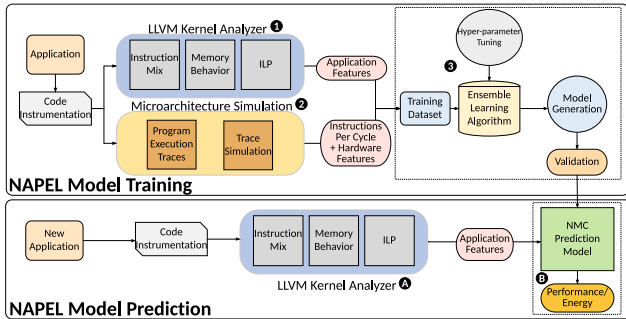 LLVM Kernel Analyzer 1
Application
Code
Instrumentation
Instruction
Mix
Memory
Behavior
ILP
Application
Features
Microarchitecture Simulation 2
Program
Execution
Traces
Trace
Simulation
Instructions
Per Cycle
+ Hardware
Features
Hyper-parameter
Tuning
3
Training
Dataset
Ensemble
Learning
Algorithm
Model
Generation
Validation
NAPEL Model Training
New
Application
Code
Instrumentation
Instruction
Mix
Memory
Behavior
ILP
LLVM Kernel Analyzer A
Application
Features
NMC
Prediction
Model
B
Performance/
Energy
NAPEL Model Prediction